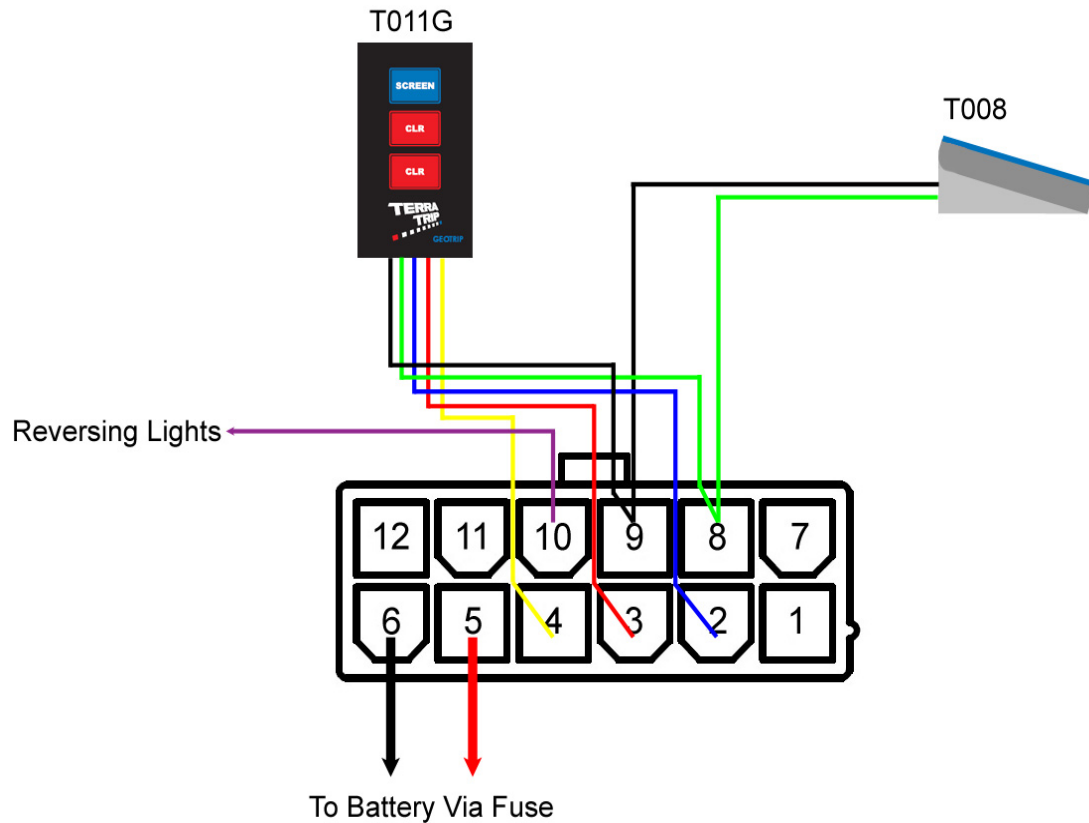 T011G
SCREEN
CLR
CLR
TERRA
TRIP
GEOTRIP
T008
Reversing Lights
12 11 10 9 8 7
6 5 4 3 2 1
To Battery Via Fuse